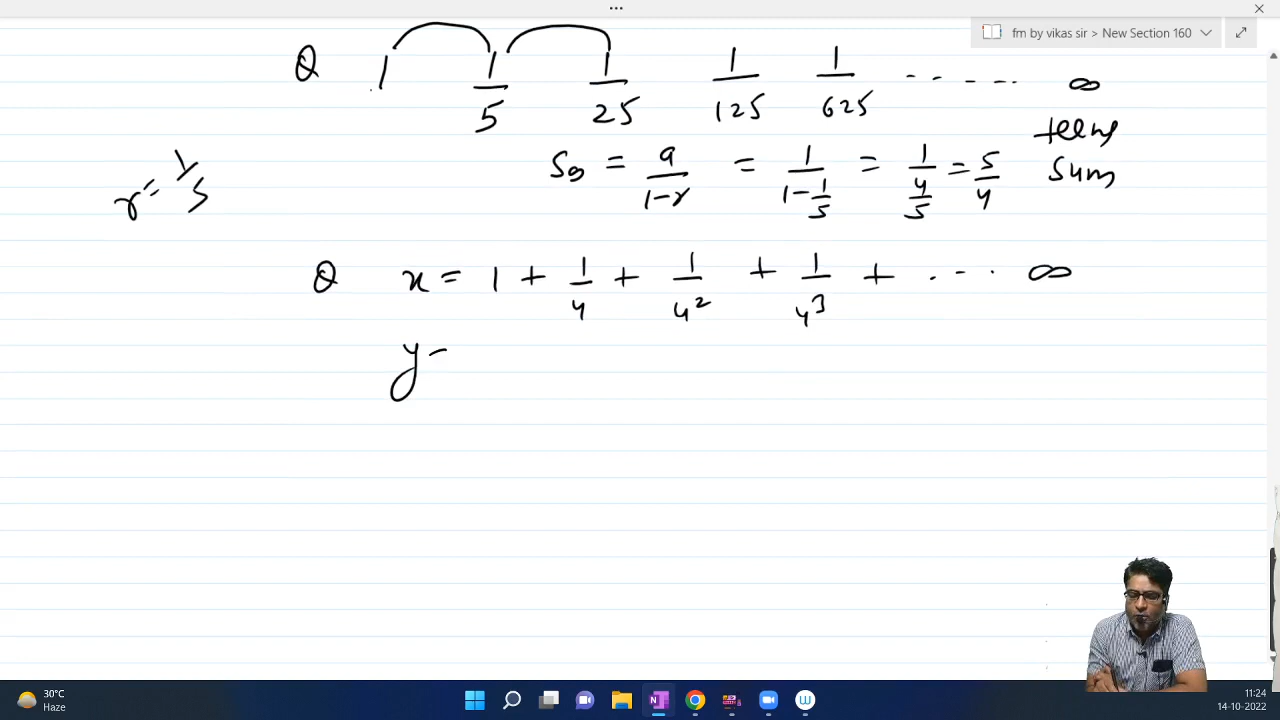 ...
fm by vikas sir > New Section 160
Q 1 1/5 1/25 1/125 1/625 ------ ∞
S∞ = a/(1-r) = 1/(1-1/5) = 1/(4/5) = 5/4 Sum
r = 1/5
Q x = 1 + 1/4 + 1/4² + 1/4³ + ---- ∞
y =
30°C
Haze
11:24
14-10-2022